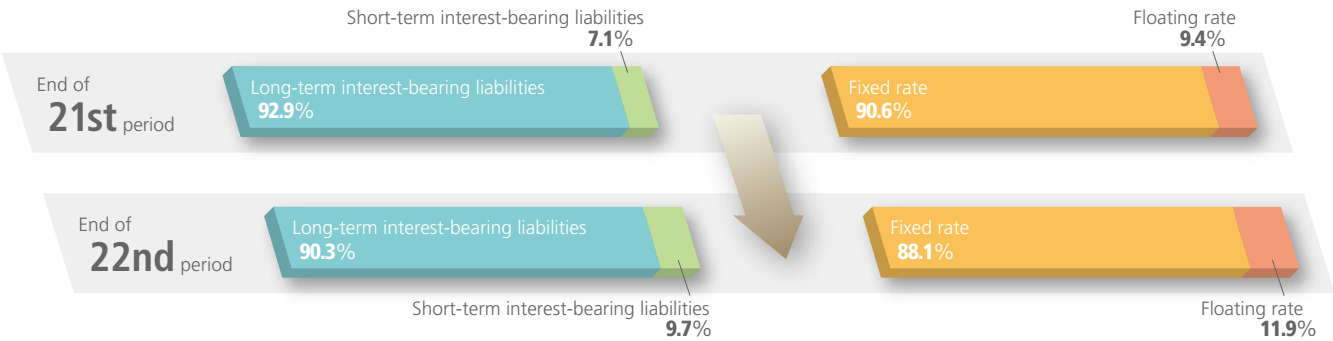 Short-term interest-bearing liabilities
7.1%
Floating rate
9.4%
End of
21st period
Long-term interest-bearing liabilities
92.9%
Fixed rate
90.6%
End of
22nd period
Long-term interest-bearing liabilities
90.3%
Fixed rate
88.1%
Short-term interest-bearing liabilities
9.7%
Floating rate
11.9%